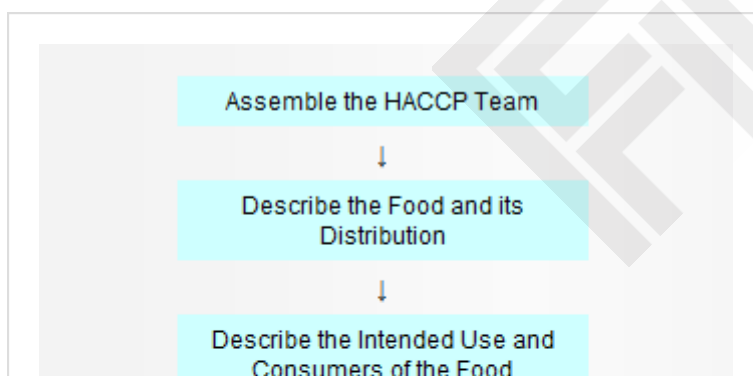 Assemble the HACCP Team
↓
Describe the Food and its
Distribution
↓
Describe the Intended Use and
Consumers of the Food